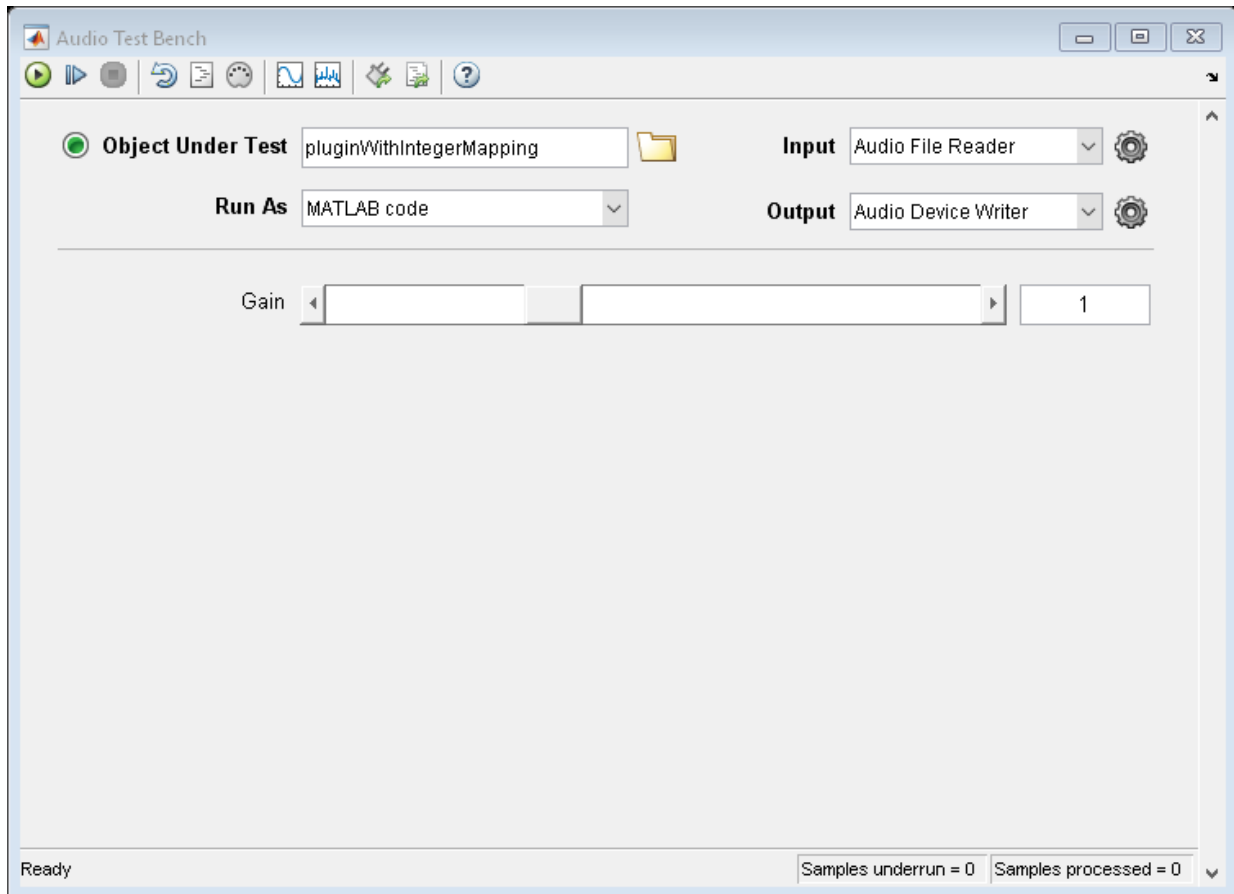 Audio Test Bench
Object Under Test pluginWithIntegerMapping Input Audio File Reader
Run As MATLAB code Output Audio Device Writer
Gain 1
Ready Samples underrun = 0 Samples processed = 0